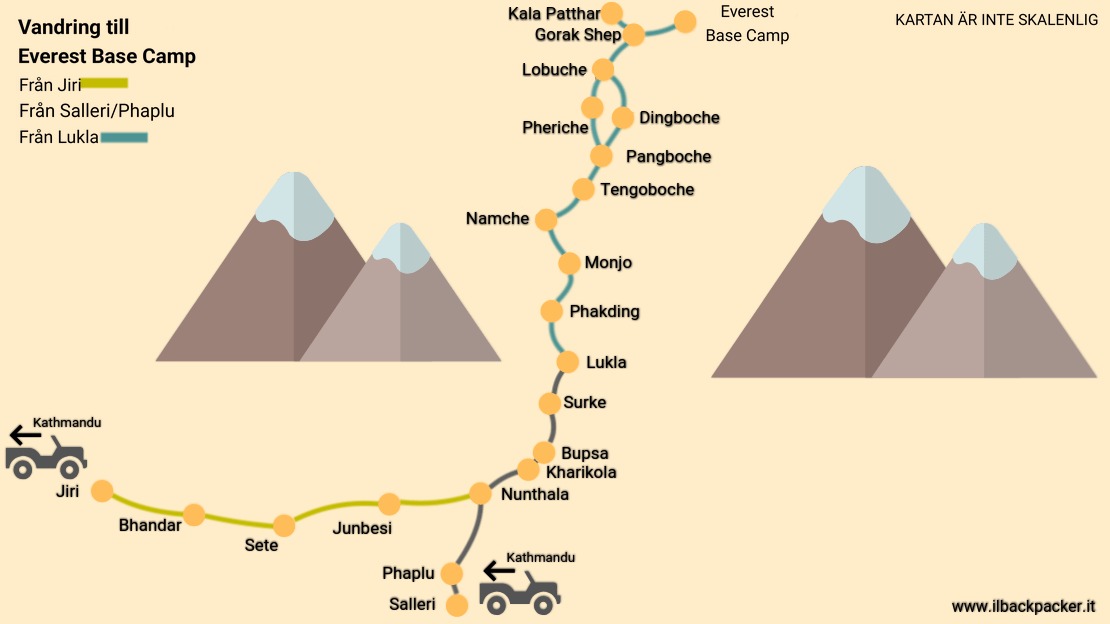 Vandring till
Everest Base Camp
Från Jiri
Från Salleri/Phaplu
Från Lukla
KARTAN ÄR INTE SKALENLIG
Kala Patthar
Everest
Base Camp
Gorak Shep
Lobuche
Dingboche
Pheriche
Pangboche
Tengoboche
Namche
Monjo
Phakding
Lukla
Surke
Bupsa
Kharikola
Nunthala
Kathmandu
Jiri
Bhandar
Sete
Junbesi
Phaplu
Salleri
Kathmandu
www.ilbackpacker.it